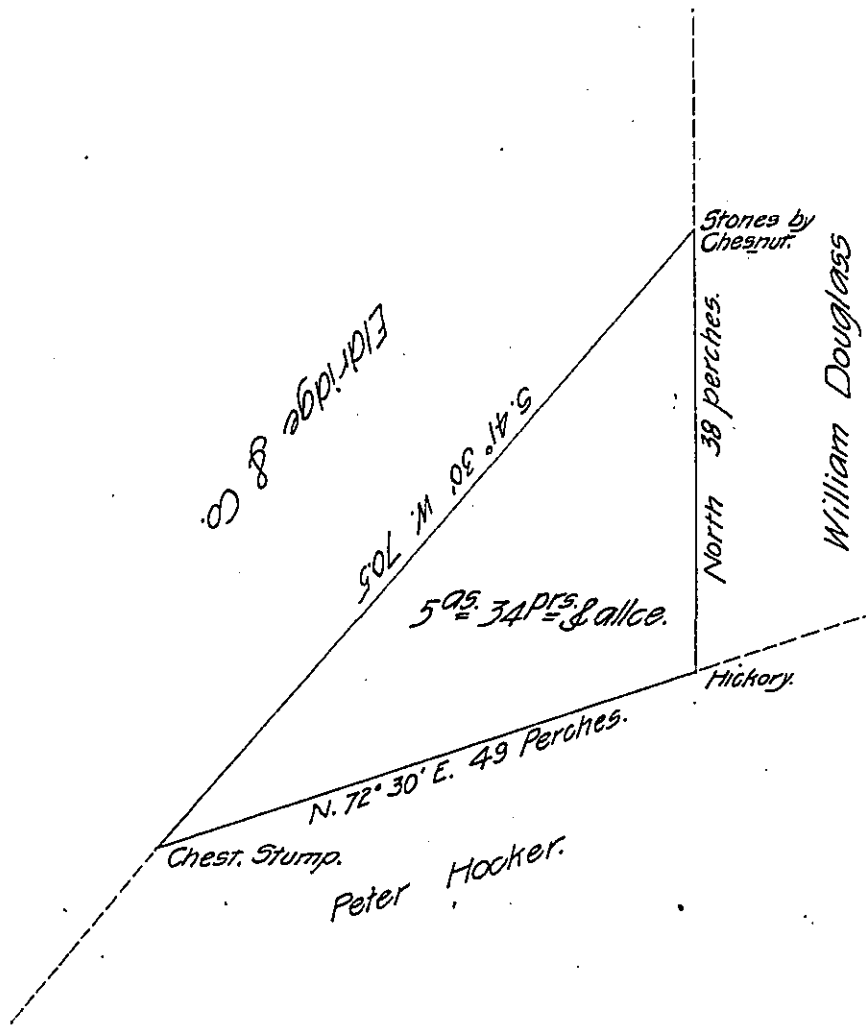 Stones by
Chesnut.
William Douglass
North 38 perches.
Eldridge & Co.
S. 41° 30' W. 70.5
5 as. 34 prs. & allce.
Hickory.
N. 72° 30' E. 49 Perches.
Chest. Stump.
Peter Hocker.